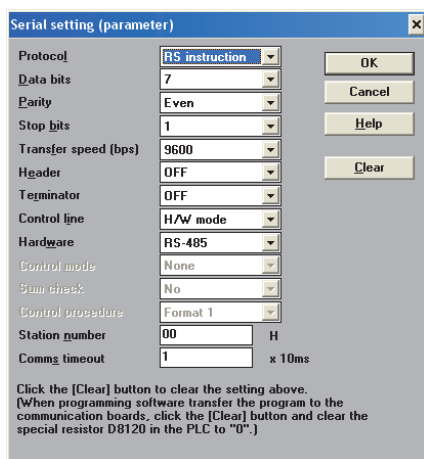 Serial setting (parameter)
Protocol RS instruction OK
Data bits 7
Cancel
Parity Even
Stop bits 1 Help
Transfer speed (bps) 9600
Header OFF Clear
Terminator OFF
Control line H/W mode
Hardware RS-485
Control mode None
Sum check No
Control procedure Format 1
Station number 00 H
Comms timeout 1 x 10ms
Click the [Clear] button to clear the setting above.
(When programming software transfer the program to the
communication boards, click the [Clear] button and clear the
special resistor D8120 in the PLC to "0".)